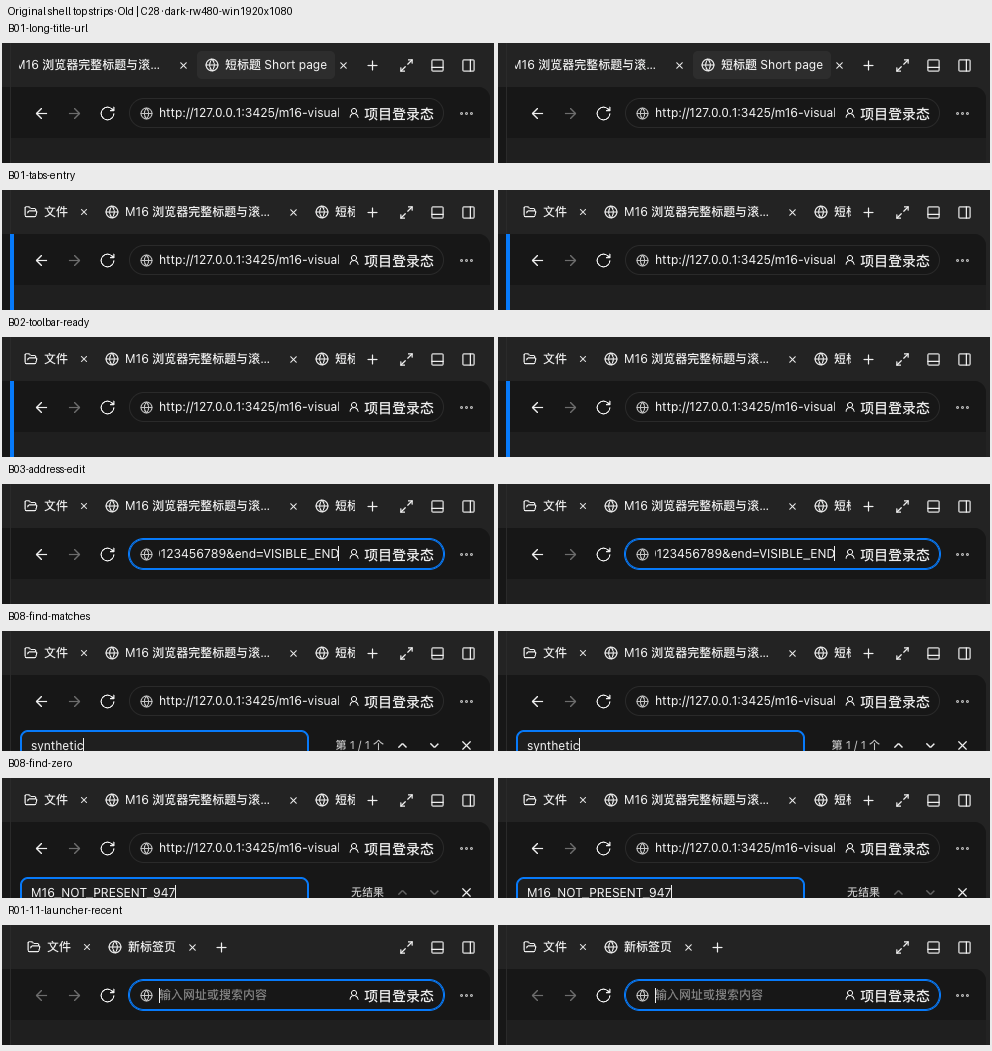 Original shell top strips · Old | C28 · dark-rw480-win1920x1080
B01-long-title-url
M16 浏览器完整标题与滚... × 短标题 Short page × + M16 浏览器完整标题与滚... × 短标题 Short page × +
http://127.0.0.1:3425/m16-visual 项目登录态 ··· http://127.0.0.1:3425/m16-visual 项目登录态 ···
B01-tabs-entry
文件 × M16 浏览器完整标题与滚... × 短标 + 文件 × M16 浏览器完整标题与滚... × 短标 +
http://127.0.0.1:3425/m16-visual 项目登录态 ··· http://127.0.0.1:3425/m16-visual 项目登录态 ···
B02-toolbar-ready
文件 × M16 浏览器完整标题与滚... × 短标 + 文件 × M16 浏览器完整标题与滚... × 短标 +
http://127.0.0.1:3425/m16-visual 项目登录态 ··· http://127.0.0.1:3425/m16-visual 项目登录态 ···
B03-address-edit
文件 × M16 浏览器完整标题与滚... × 短标 + 文件 × M16 浏览器完整标题与滚... × 短标 +
123456789&end=VISIBLE_END 项目登录态 ··· 123456789&end=VISIBLE_END 项目登录态 ···
B08-find-matches
文件 × M16 浏览器完整标题与滚... × 短标 + 文件 × M16 浏览器完整标题与滚... × 短标 +
http://127.0.0.1:3425/m16-visual 项目登录态 ··· http://127.0.0.1:3425/m16-visual 项目登录态 ···
synthetic 第 1 / 1 个 × synthetic 第 1 / 1 个 ×
B08-find-zero
文件 × M16 浏览器完整标题与滚... × 短标 + 文件 × M16 浏览器完整标题与滚... × 短标 +
http://127.0.0.1:3425/m16-visual 项目登录态 ··· http://127.0.0.1:3425/m16-visual 项目登录态 ···
M16_NOT_PRESENT_947 无结果 × M16_NOT_PRESENT_947 无结果 ×
R01-11-launcher-recent
文件 × 新标签页 × + 文件 × 新标签页 × +
输入网址或搜索内容 项目登录态 ··· 输入网址或搜索内容 项目登录态 ···